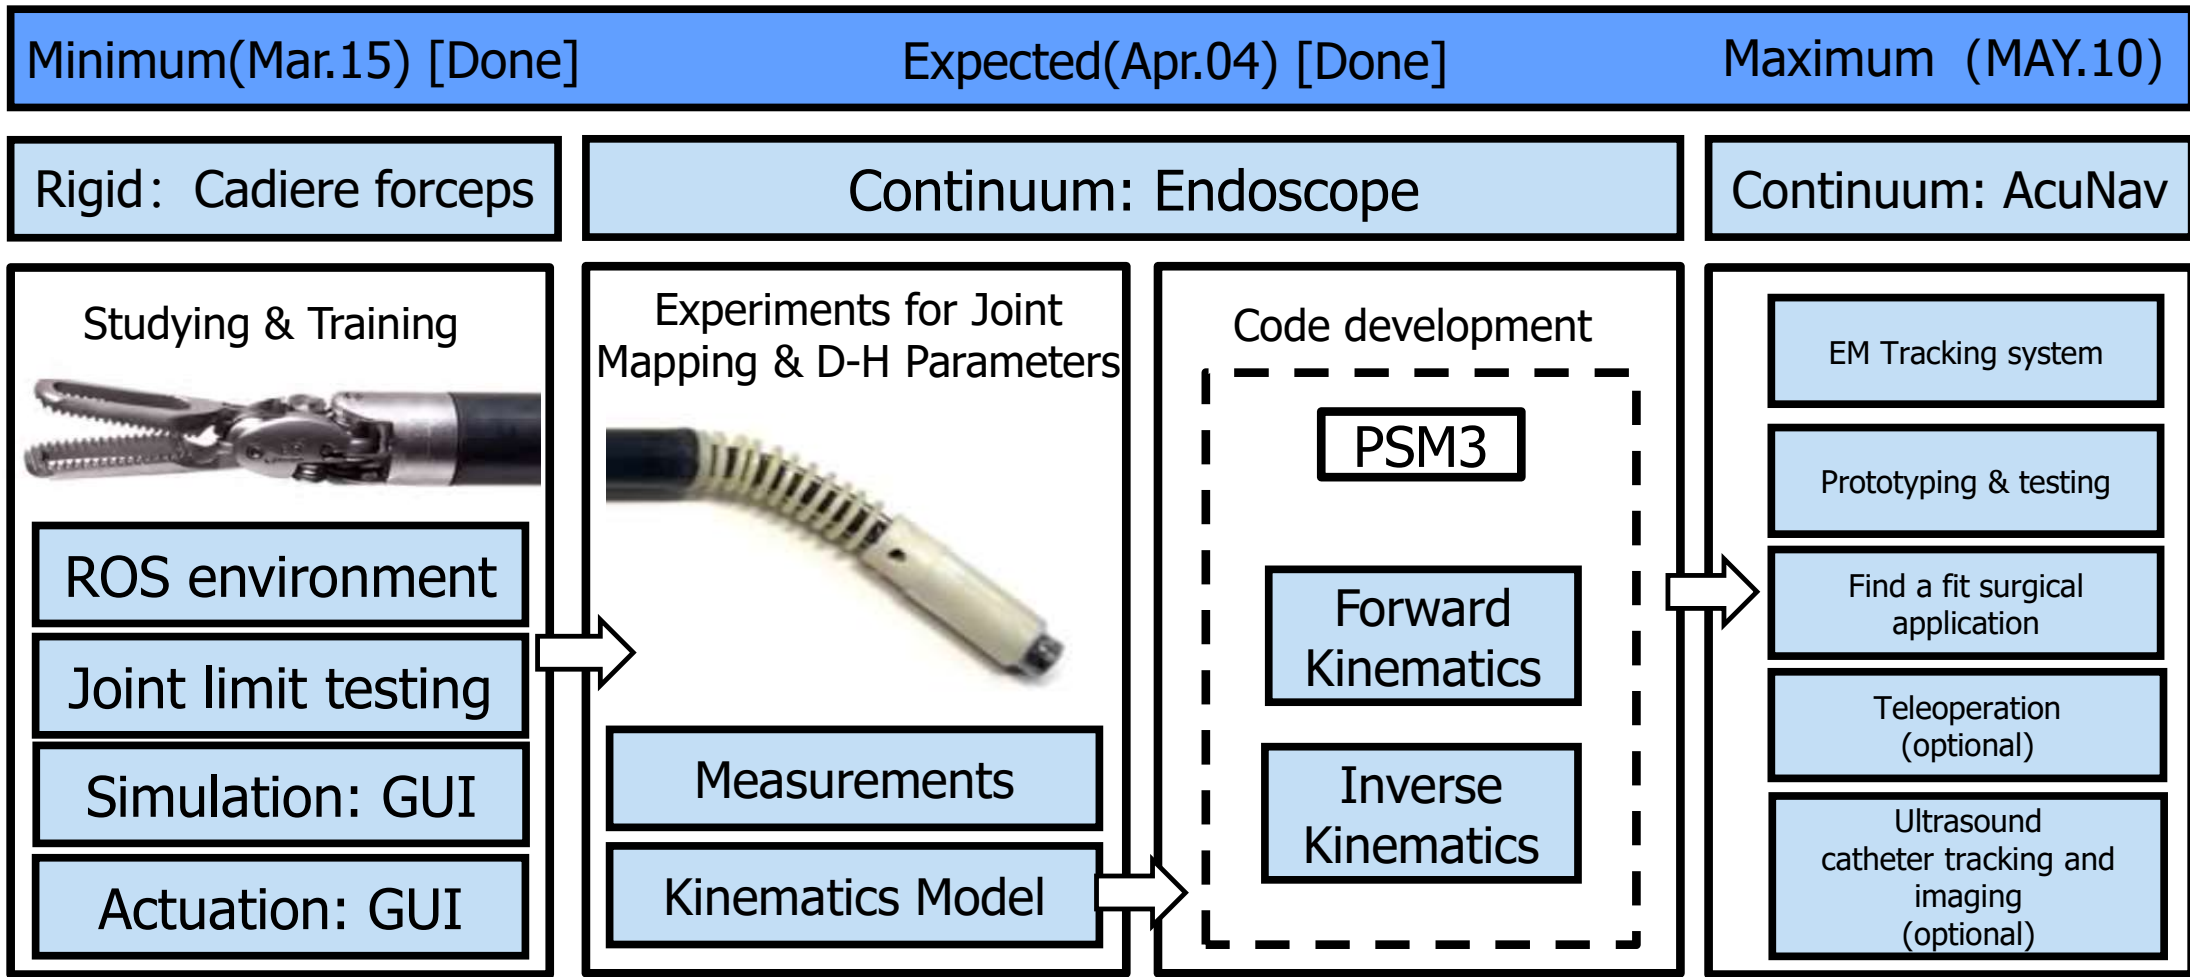 Minimum(Mar.15) [Done]
Expected(Apr.04) [Done]
Maximum (MAY.10)
Rigid： Cadiere forceps
Continuum: Endoscope
Continuum: AcuNav
Studying & Training
ROS environment
Joint limit testing
Simulation: GUI
Actuation: GUI
Experiments for Joint
Mapping & D-H Parameters
Measurements
Kinematics Model
Code development
PSM3
Forward
Kinematics
Inverse
Kinematics
EM Tracking system
Prototyping & testing
Find a fit surgical
application
Teleoperation
(optional)
Ultrasound
catheter tracking and
imaging
(optional)